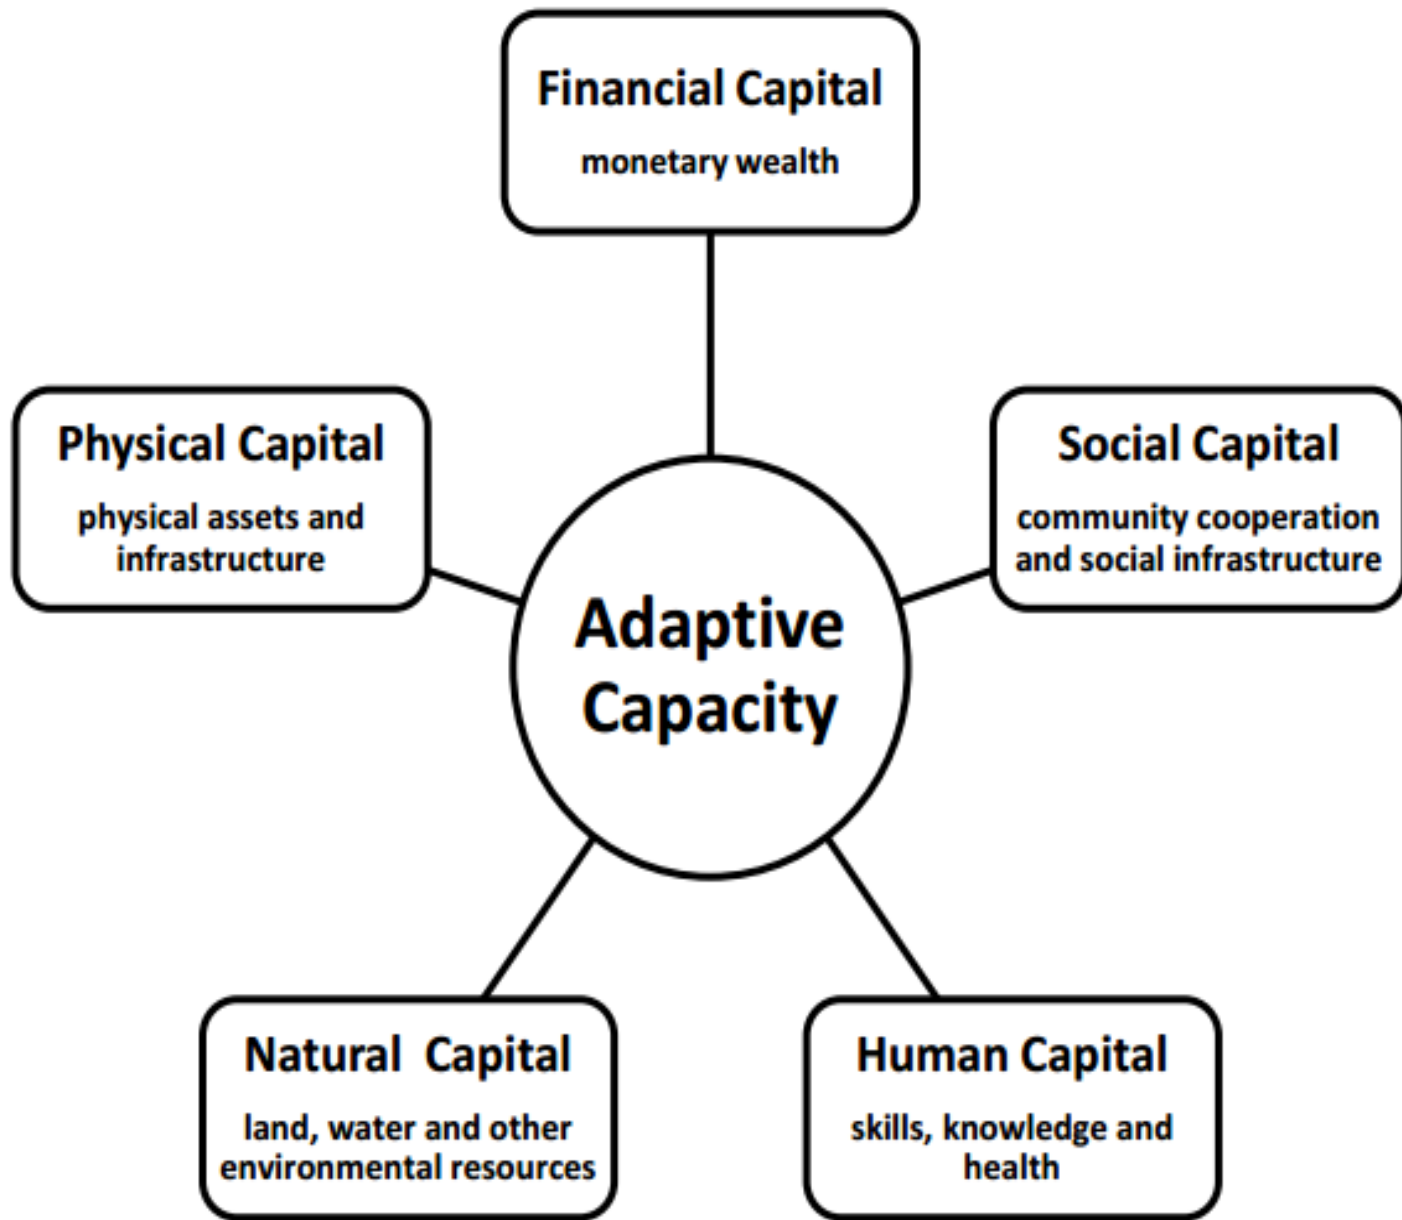 Financial Capital
monetary wealth
Physical Capital
physical assets and
infrastructure
Social Capital
community cooperation
and social infrastructure
Adaptive
Capacity
Natural Capital
land, water and other
environmental resources
Human Capital
skills, knowledge and
health